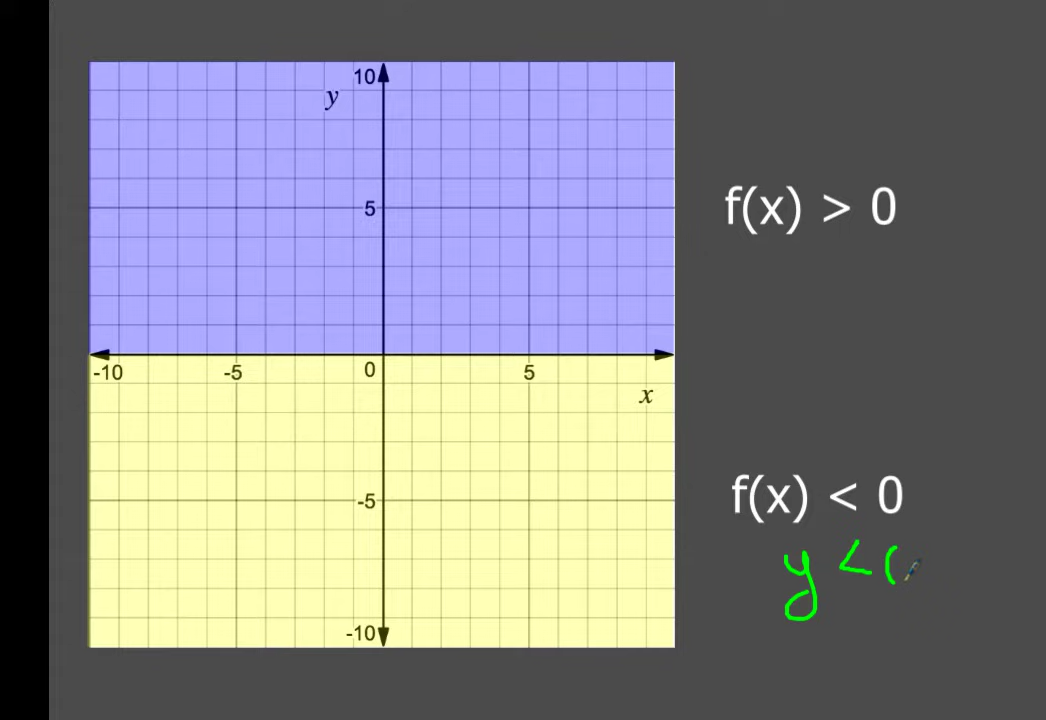 10
y
5
f(x) > 0
-10 -5 0 5
x
-5
f(x) < 0
y <
-10